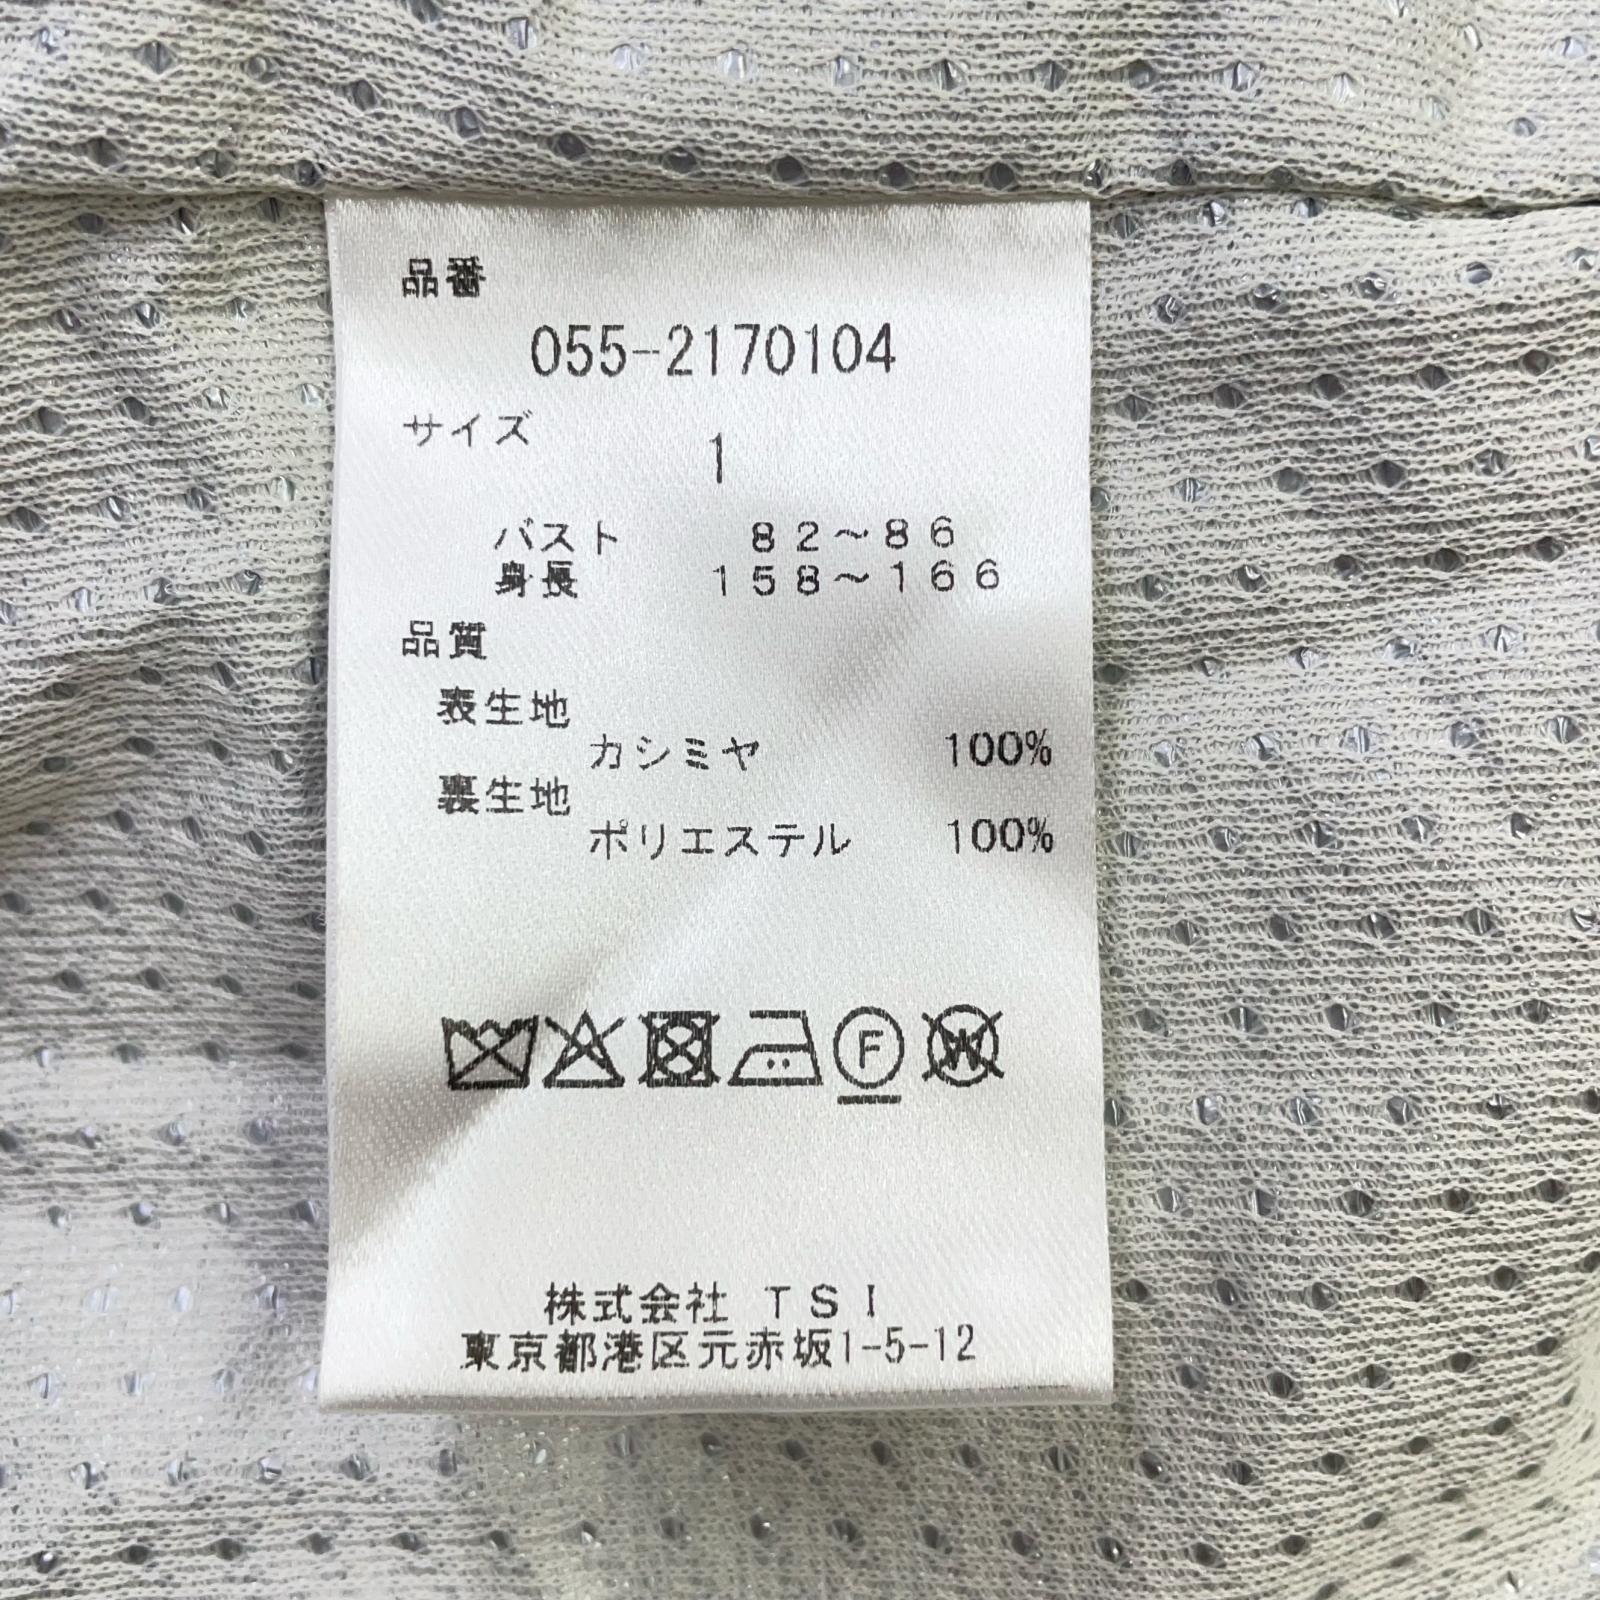 品番
055-2170104
サイズ
1
バスト 82～86
身長 158～166
品質
表生地
カシミヤ 100%
裏生地
ポリエステル 100%
F W
株式会社 TSI
東京都港区元赤坂1-5-12